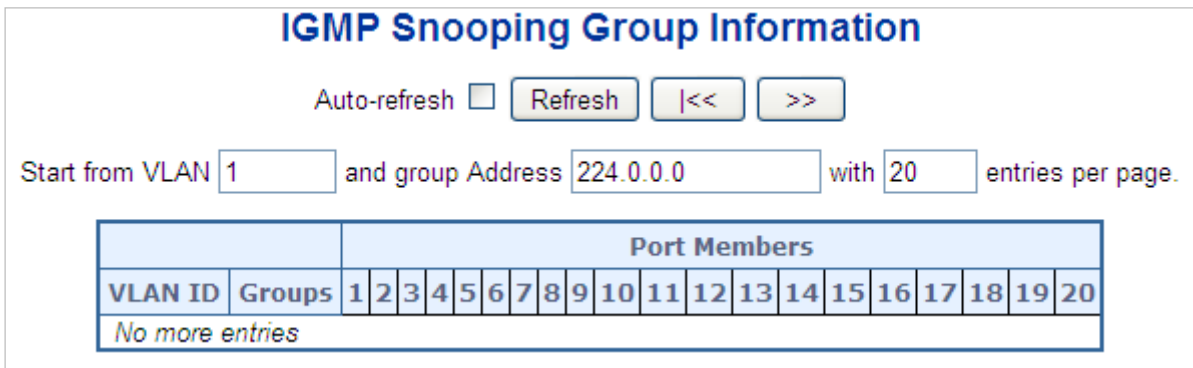 IGMP Snooping Group Information
Auto-refresh Refresh |<< >>
Start from VLAN 1 and group Address 224.0.0.0 with 20 entries per page.
Port Members
VLAN ID Groups 1 2 3 4 5 6 7 8 9 10 11 12 13 14 15 16 17 18 19 20
No more entries